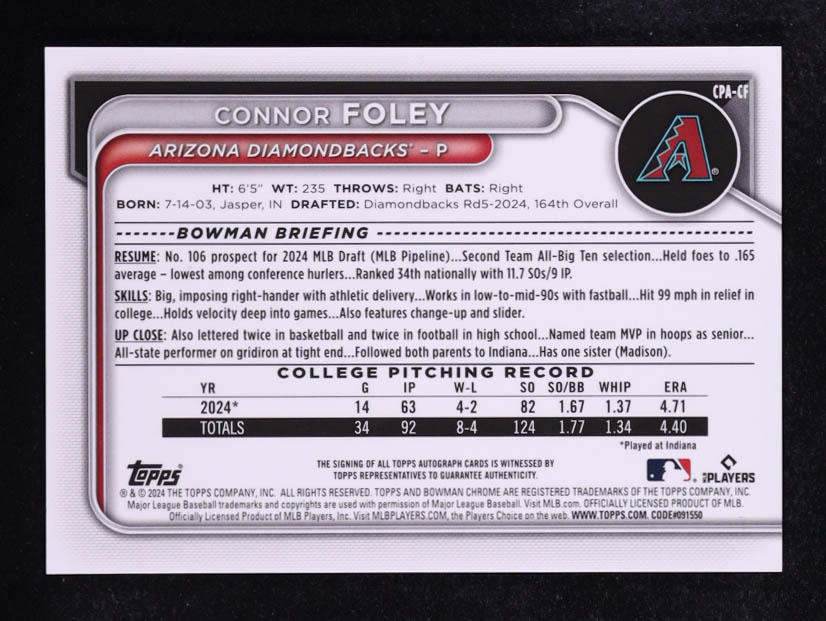 CPA-CF
CONNOR FOLEY
ARIZONA DIAMONDBACKS® – P
HT: 6'5" WT: 235 THROWS: Right BATS: Right
BORN: 7-14-03, Jasper, IN DRAFTED: Diamondbacks Rd5-2024, 164th Overall
BOWMAN BRIEFING
RESUME: No. 106 prospect for 2024 MLB Draft (MLB Pipeline)...Second Team All-Big Ten selection...Held foes to .165
average – lowest among conference hurlers...Ranked 34th nationally with 11.7 SOs/9 IP.
SKILLS: Big, imposing right-hander with athletic delivery...Works in low-to-mid-90s with fastball...Hit 99 mph in relief in
college...Holds velocity deep into games...Also features change-up and slider.
UP CLOSE: Also lettered twice in basketball and twice in football in high school...Named team MVP in hoops as senior...
All-state performer on gridiron at tight end...Followed both parents to Indiana...Has one sister (Madison).
COLLEGE PITCHING RECORD
YR G IP W-L SO SO/BB WHIP ERA
2024* 14 63 4-2 82 1.67 1.37 4.71
TOTALS 34 92 8-4 124 1.77 1.34 4.40
*Played at Indiana
Topps®
THE SIGNING OF ALL TOPPS AUTOGRAPH CARDS IS WITNESSED BY
TOPPS REPRESENTATIVES TO GUARANTEE AUTHENTICITY.
MLB PLAYERS
® & © 2024 THE TOPPS COMPANY, INC. ALL RIGHTS RESERVED. TOPPS AND BOWMAN CHROME ARE REGISTERED TRADEMARKS OF THE TOPPS COMPANY, INC.
Major League Baseball trademarks and copyrights are used with permission of Major League Baseball. Visit MLB.com. OFFICIALLY LICENSED PRODUCT OF MLB.
Officially Licensed Product of MLB Players, Inc. Visit MLBPLAYERS.COM, the Players Choice on the web. WWW.TOPPS.COM. CODE#091550